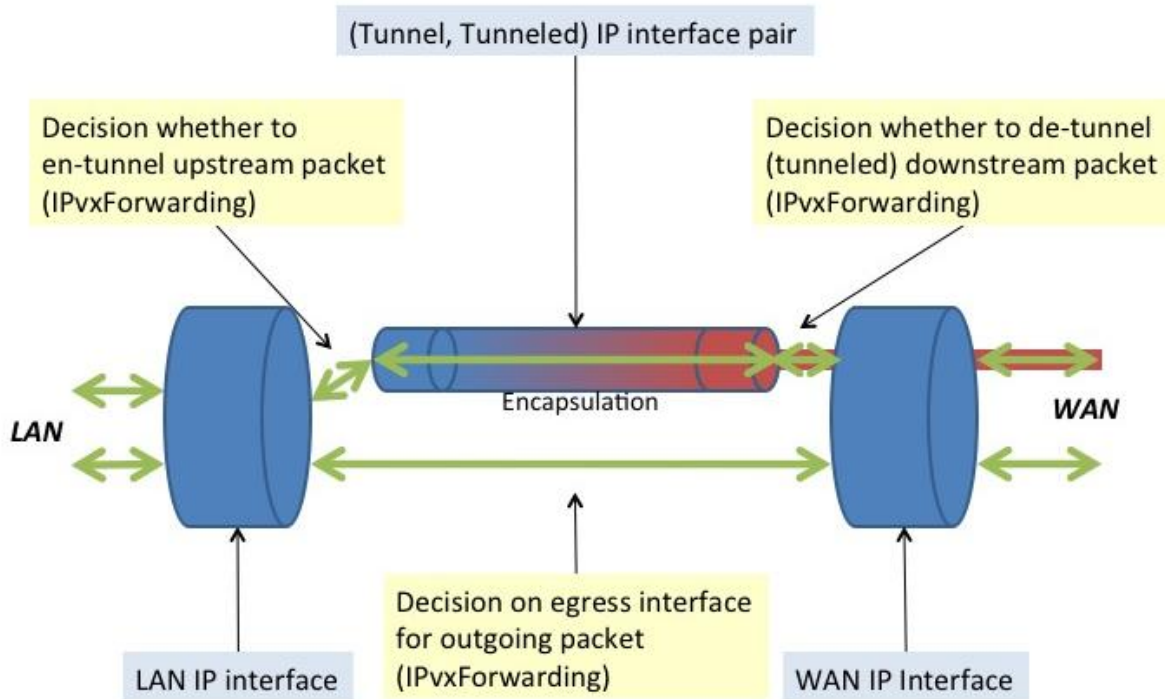 (Tunnel, Tunneled) IP interface pair
Decision whether to
en-tunnel upstream packet
(IPvxForwarding)
Decision whether to de-tunnel
(tunneled) downstream packet
(IPvxForwarding)
Encapsulation
LAN
WAN
Decision on egress interface
for outgoing packet
(IPvxForwarding)
LAN IP interface
WAN IP Interface